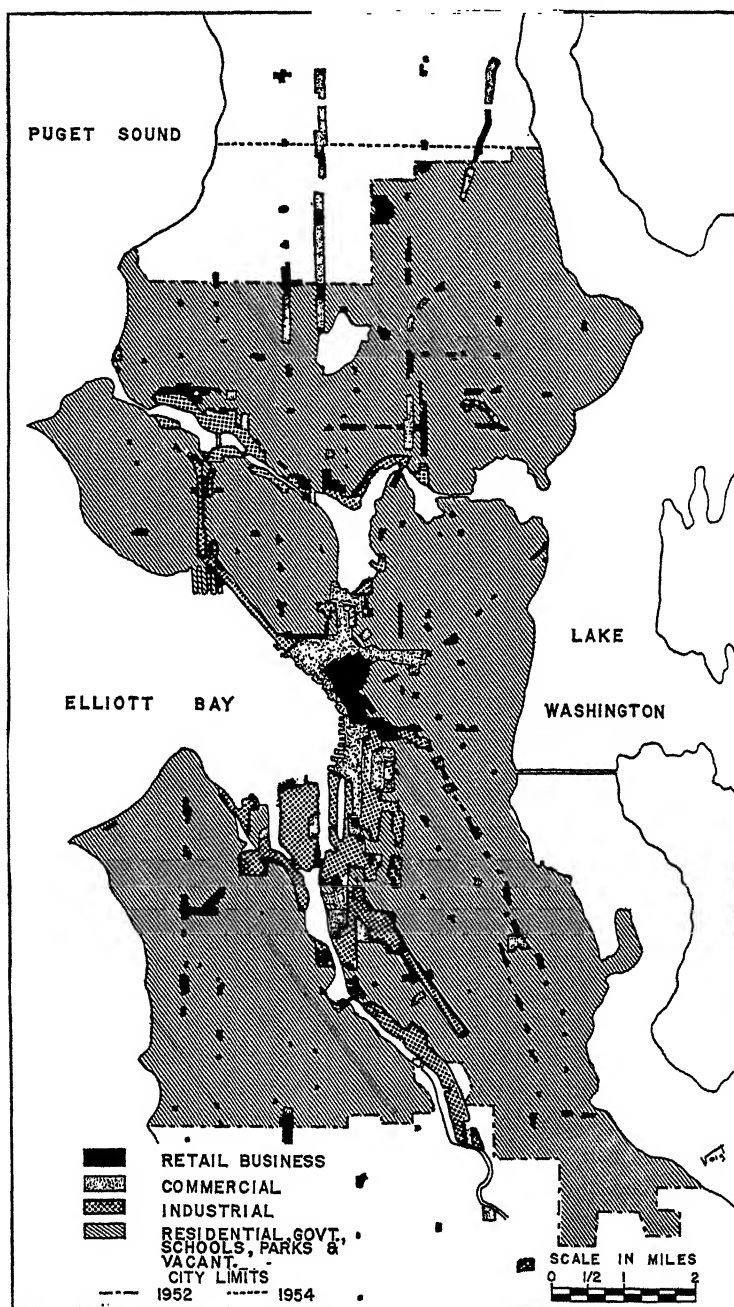 PUGET SOUND
LAKE
WASHINGTON
ELLIOTT BAY
RETAIL BUSINESS
COMMERCIAL
INDUSTRIAL
RESIDENTIAL, GOVT.,
SCHOOLS, PARKS &
VACANT
CITY LIMITS
1952 1954
SCALE IN MILES
0 1/2 1 2